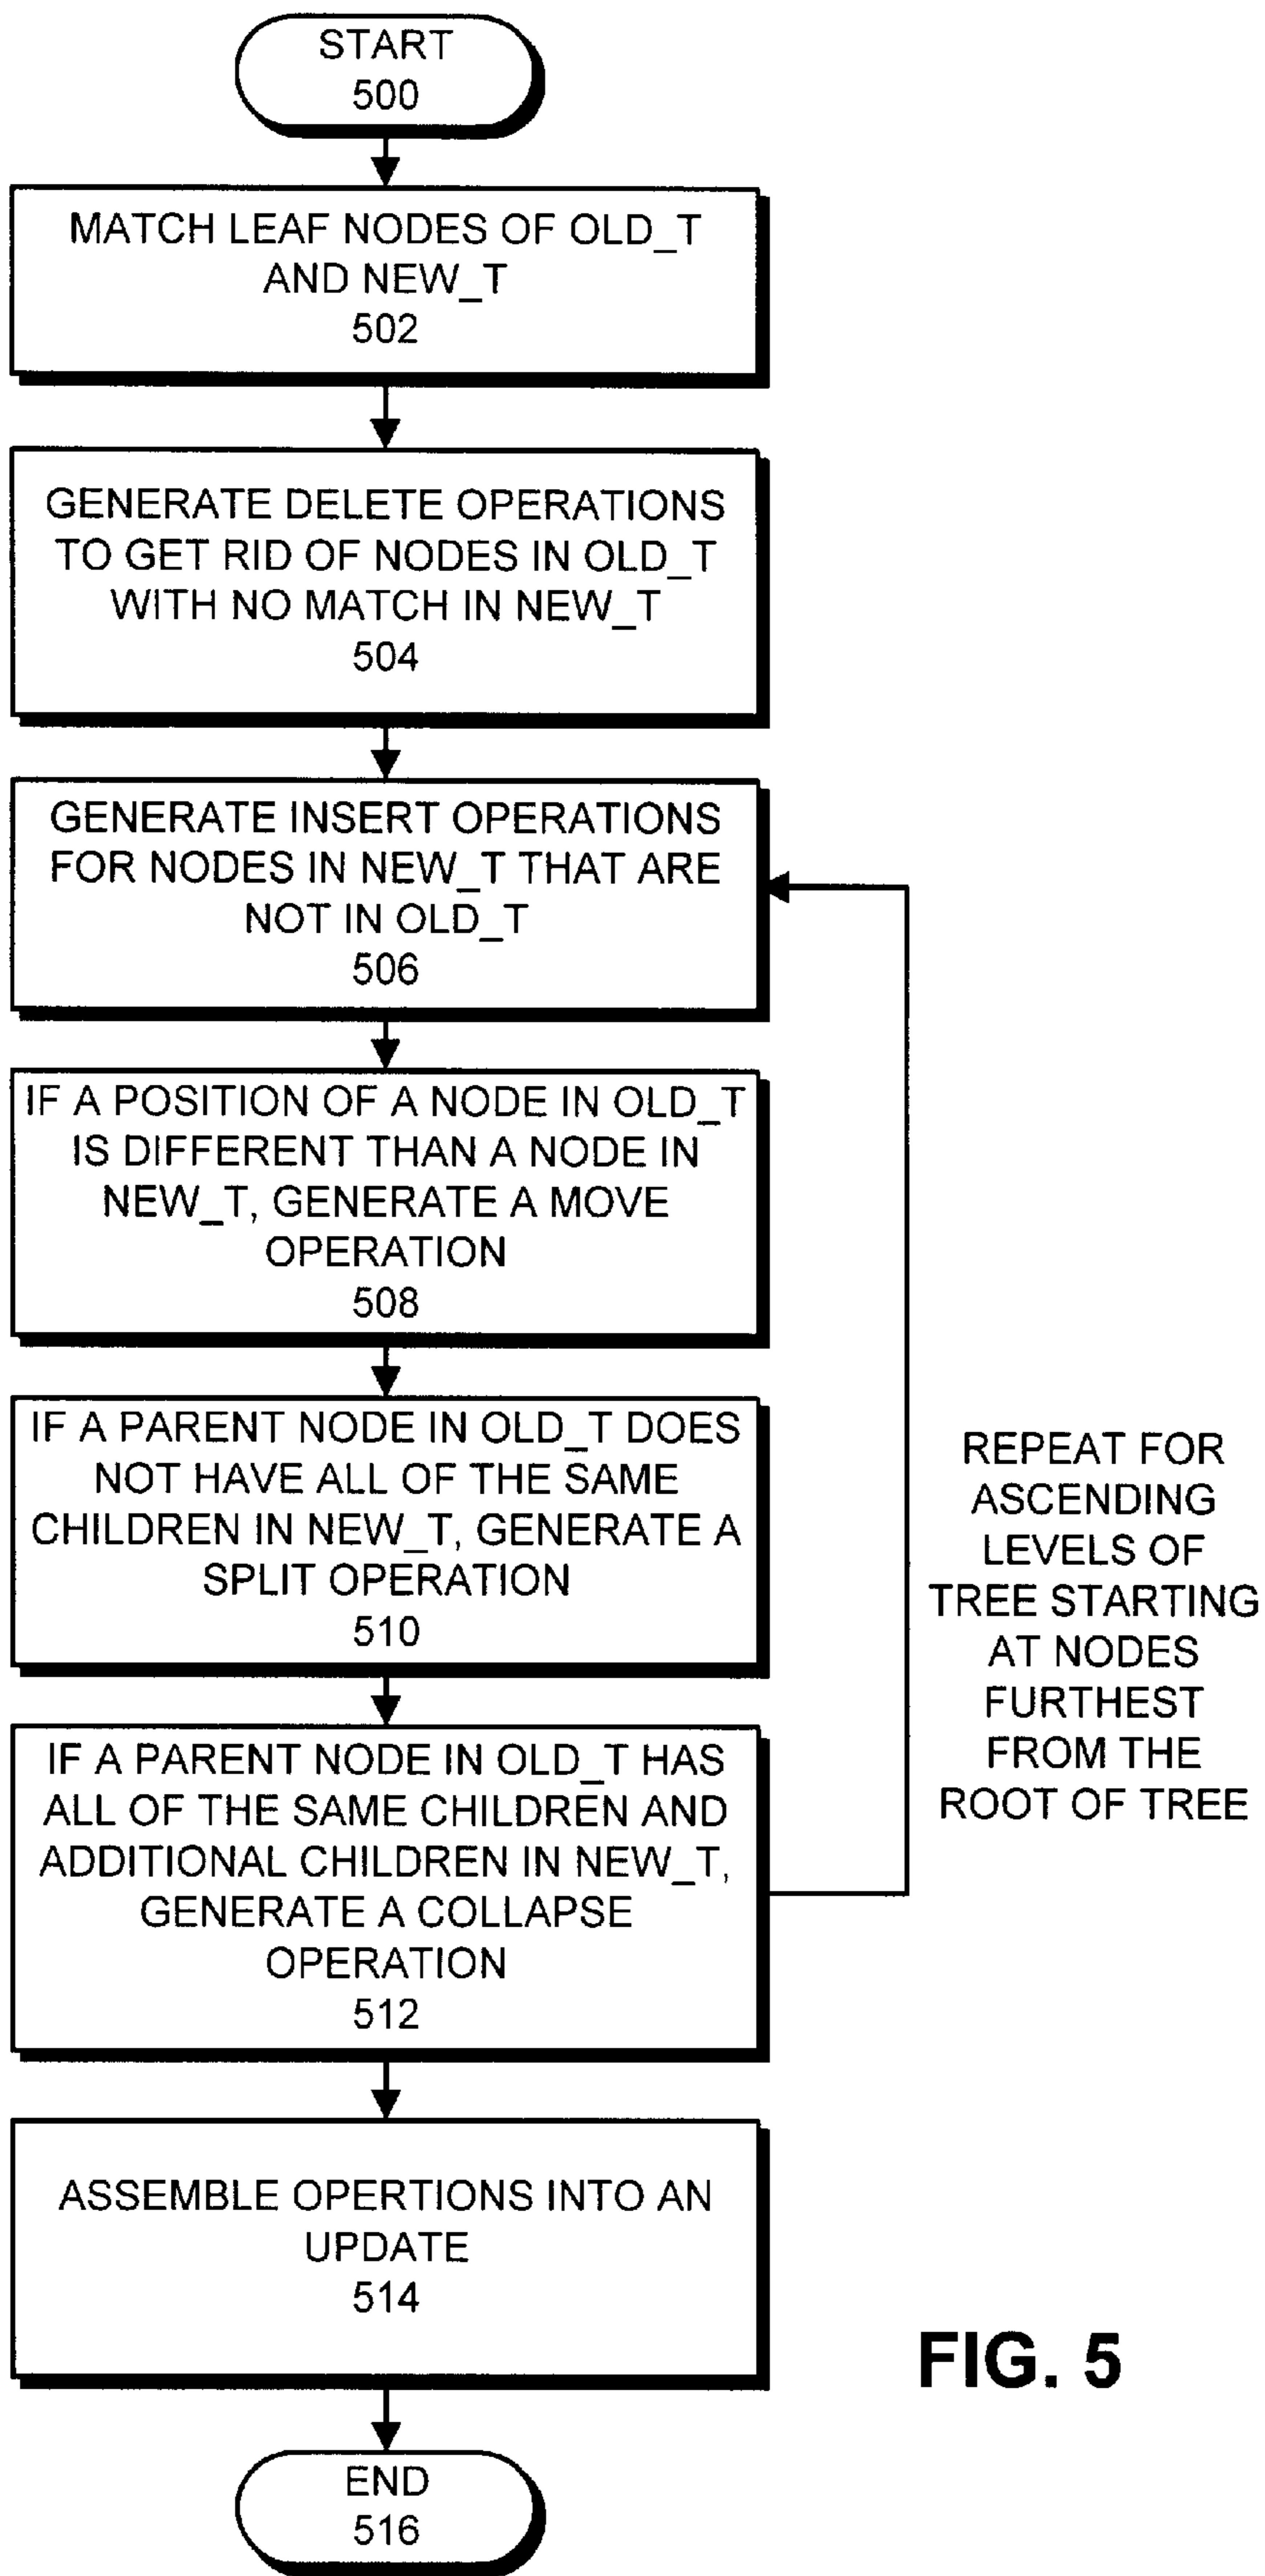 START
500
MATCH LEAF NODES OF OLD_T
AND NEW_T
502
GENERATE DELETE OPERATIONS
TO GET RID OF NODES IN OLD_T
WITH NO MATCH IN NEW_T
504
GENERATE INSERT OPERATIONS
FOR NODES IN NEW_T THAT ARE
NOT IN OLD_T
506
IF A POSITION OF A NODE IN OLD_T
IS DIFFERENT THAN A NODE IN
NEW_T, GENERATE A MOVE
OPERATION
508
IF A PARENT NODE IN OLD_T DOES
NOT HAVE ALL OF THE SAME
CHILDREN IN NEW_T, GENERATE A
SPLIT OPERATION
510
IF A PARENT NODE IN OLD_T HAS
ALL OF THE SAME CHILDREN AND
ADDITIONAL CHILDREN IN NEW_T,
GENERATE A COLLAPSE
OPERATION
512
REPEAT FOR
ASCENDING
LEVELS OF
TREE STARTING
AT NODES
FURTHEST
FROM THE
ROOT OF TREE
ASSEMBLE OPERTIONS INTO AN
UPDATE
514
END
516
FIG. 5